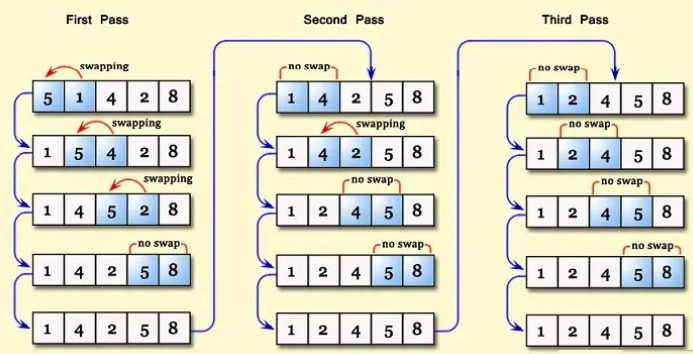 First Pass
swapping
5 1 4 2 8
swapping
1 5 4 2 8
swapping
1 4 5 2 8
no swap
1 4 2 5 8
1 4 2 5 8
Second Pass
no swap
1 4 2 5 8
swapping
1 4 2 5 8
no swap
1 2 4 5 8
no swap
1 2 4 5 8
1 2 4 5 8
Third Pass
no swap
1 2 4 5 8
no swap
1 2 4 5 8
no swap
1 2 4 5 8
no swap
1 2 4 5 8
1 2 4 5 8